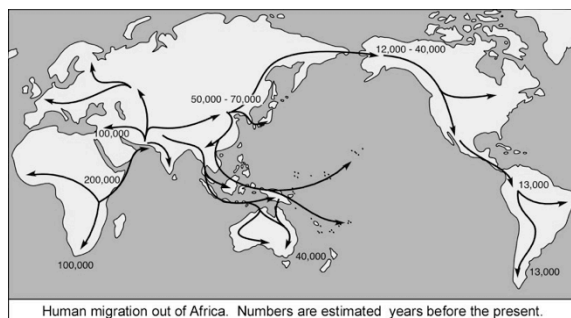 12,000 - 40,000
50,000 - 70,000
100,000
200,000
13,000
40,000
100,000
13,000
Human migration out of Africa. Numbers are estimated years before the present.